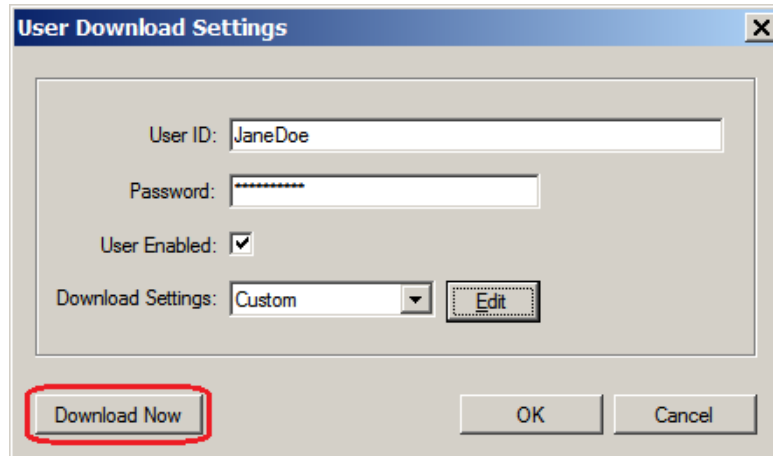 User Download Settings
User ID: JaneDoe
Password: **********
User Enabled:
Download Settings: Custom Edit
Download Now OK Cancel